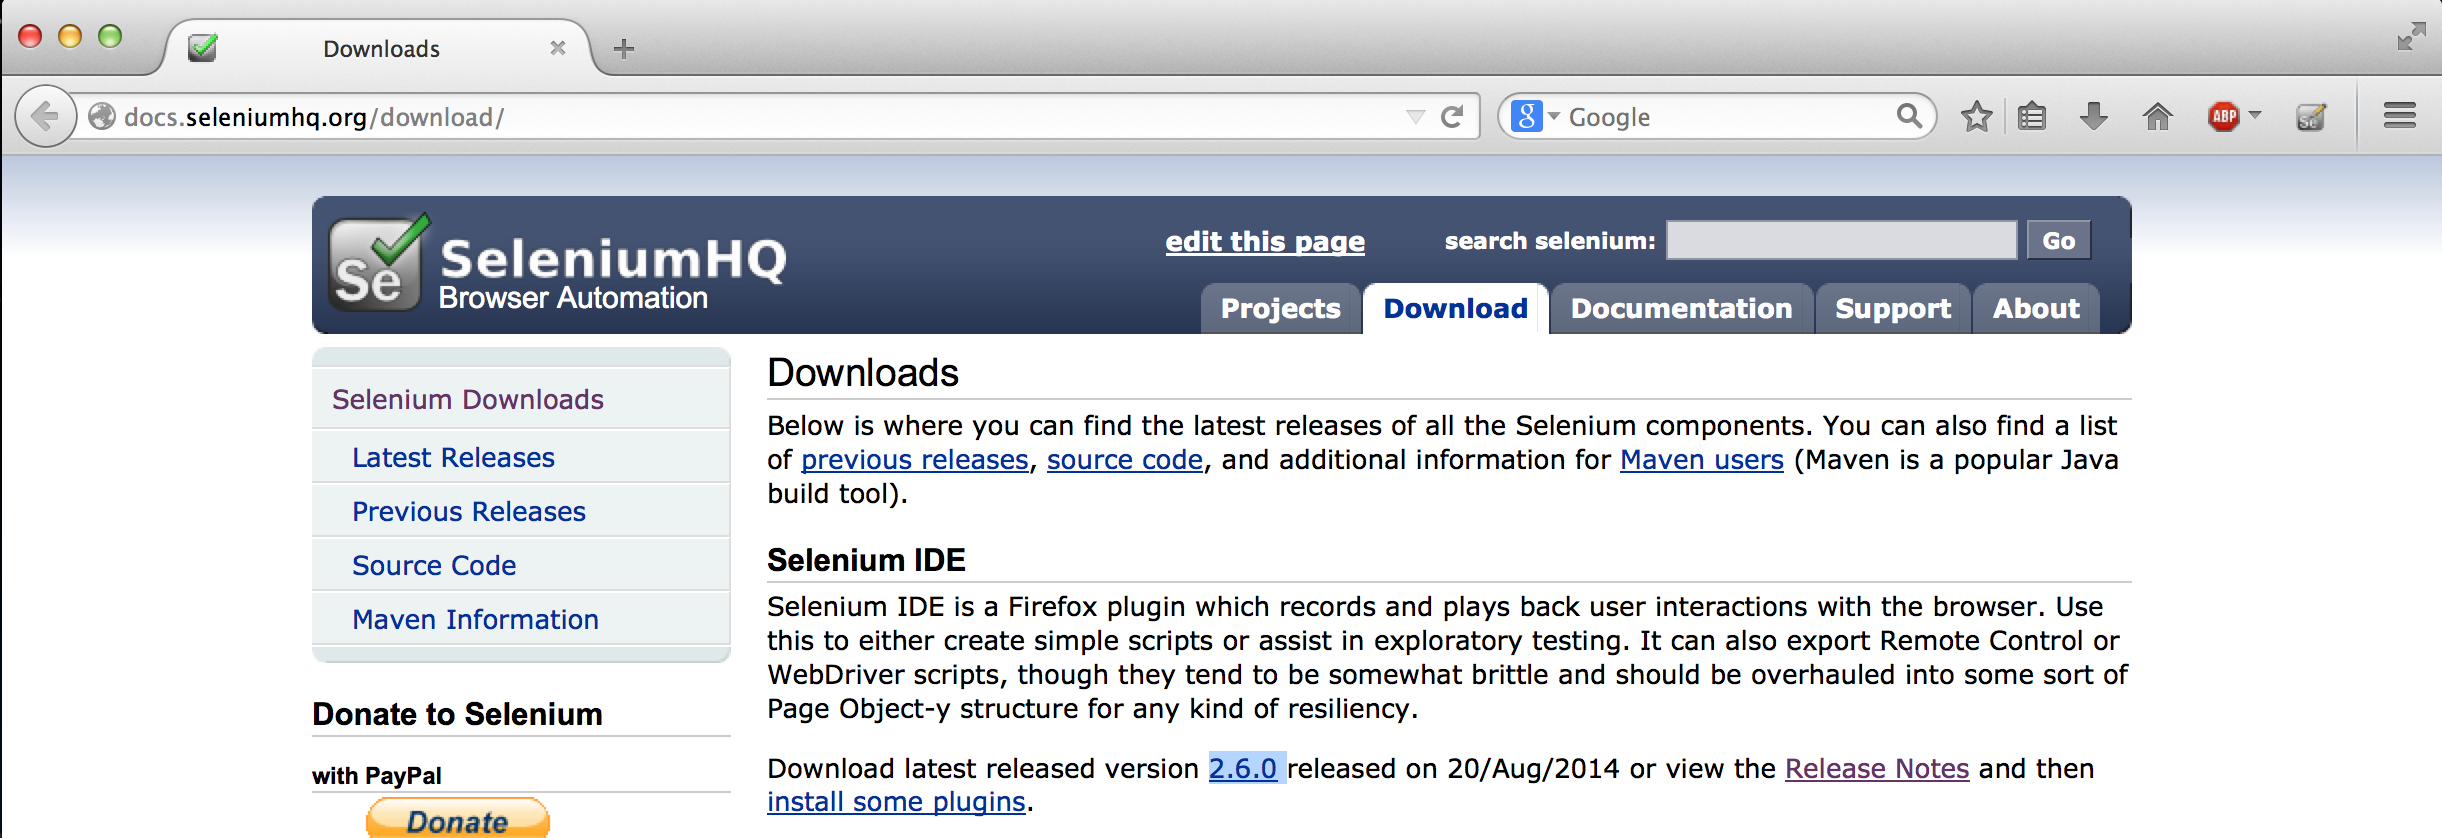 Downloads
docs.seleniumhq.org/download/
g
Google
ABP
Se
Se
SeleniumHQ
Browser Automation
edit this page
search selenium:
Go
Projects
Download
Documentation
Support
About
Selenium Downloads
Latest Releases
Previous Releases
Source Code
Maven Information
Donate to Selenium
with PayPal
Donate
Downloads
Below is where you can find the latest releases of all the Selenium components. You can also find a list
of previous releases, source code, and additional information for Maven users (Maven is a popular Java
build tool).
Selenium IDE
Selenium IDE is a Firefox plugin which records and plays back user interactions with the browser. Use
this to either create simple scripts or assist in exploratory testing. It can also export Remote Control or
WebDriver scripts, though they tend to be somewhat brittle and should be overhauled into some sort of
Page Object-y structure for any kind of resiliency.
Download latest released version 2.6.0 released on 20/Aug/2014 or view the Release Notes and then
install some plugins.